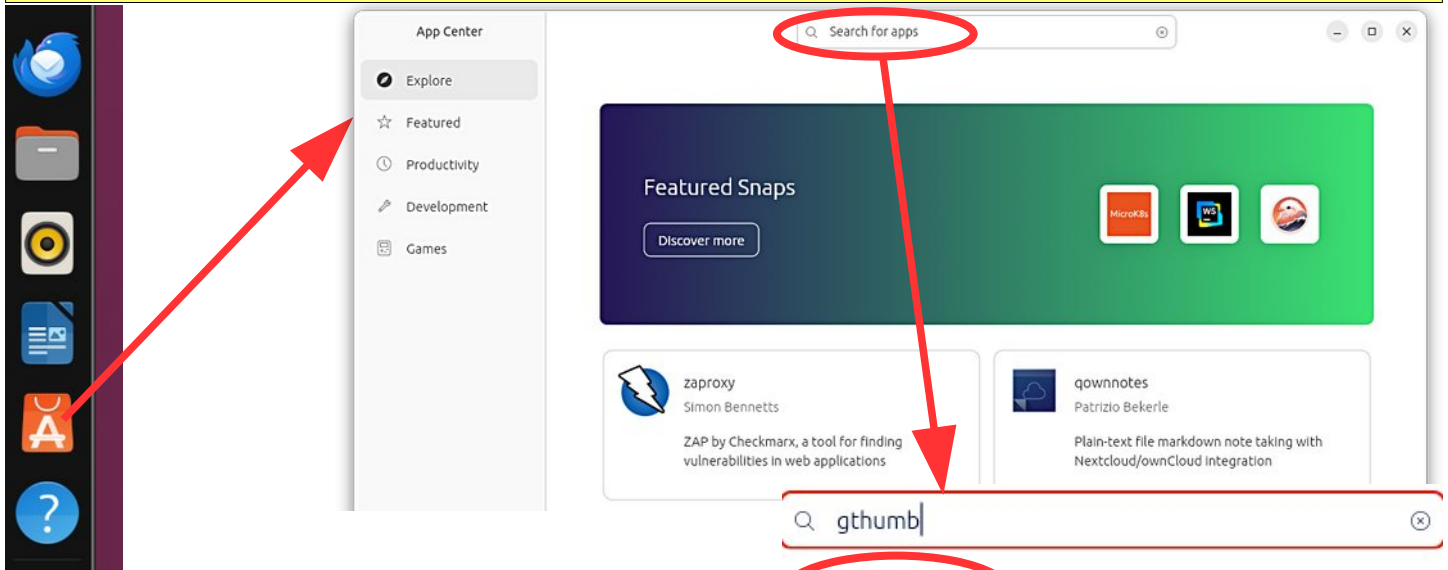 App Center
Search for apps
Explore
Featured
Productivity
Development
Games
Featured Snaps
Discover more
MicroK8s
WS
zaproxy
Simon Bennetts
ZAP by Checkmarx, a tool for finding
vulnerabilities in web applications
qownnotes
Patrizio Bekerle
Plain-text file markdown note taking with
Nextcloud/ownCloud integration
gthumb
A
?